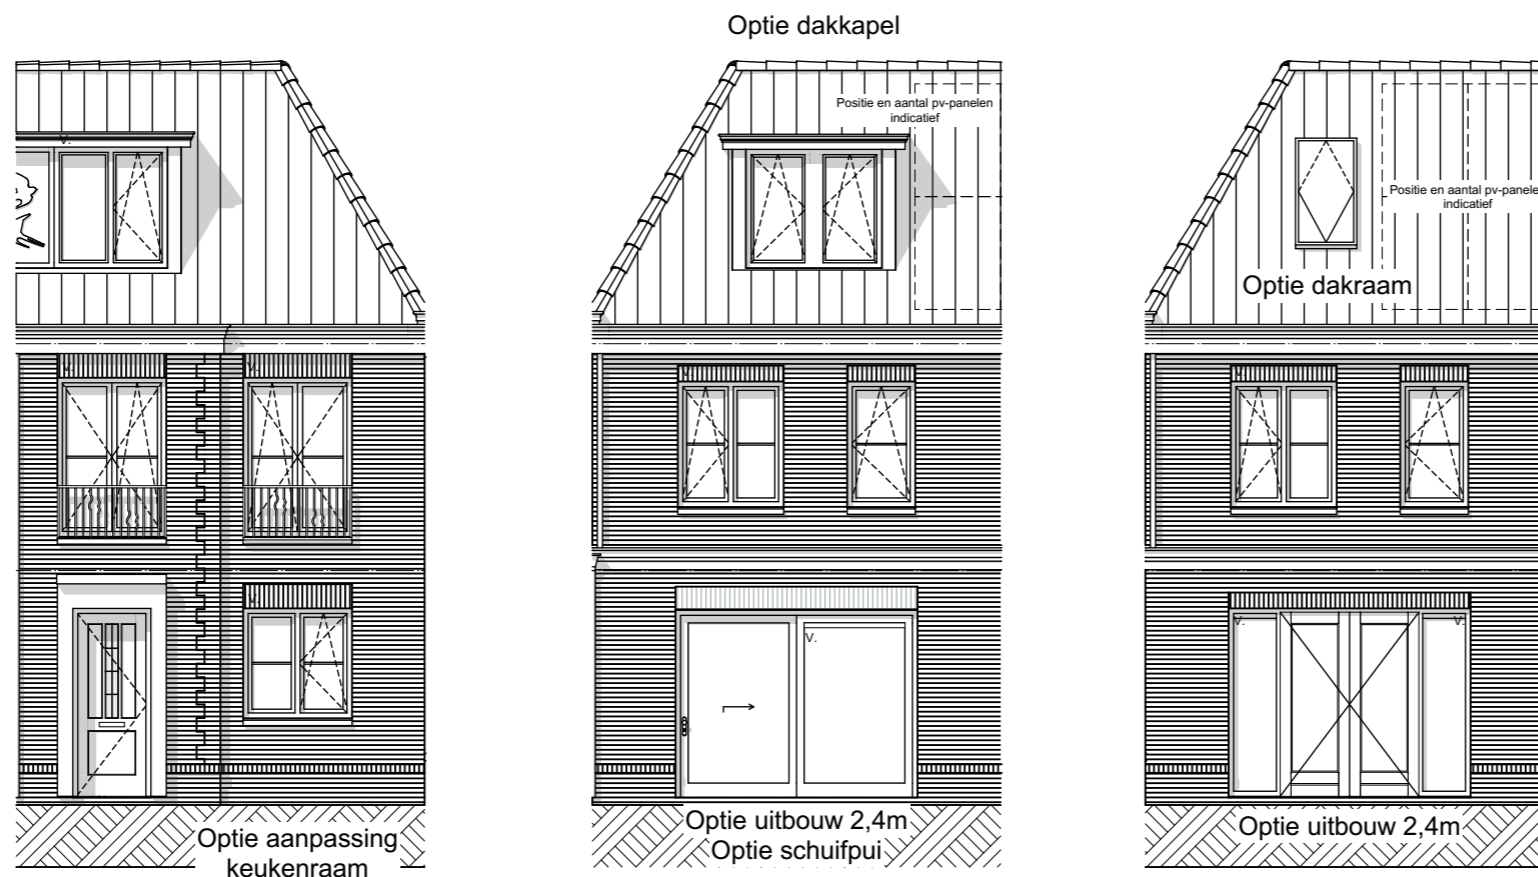 Optie dakkapel
Positie en aantal pv-panelen
indicatief
Positie en aantal pv-panele
indicatief
Optie dakraam
V.
V.
V.
V.
V.
V.
V.
V.
V.
Optie aanpassing
keukenraam
Optie uitbouw 2,4m
Optie schuifpui
Optie uitbouw 2,4m